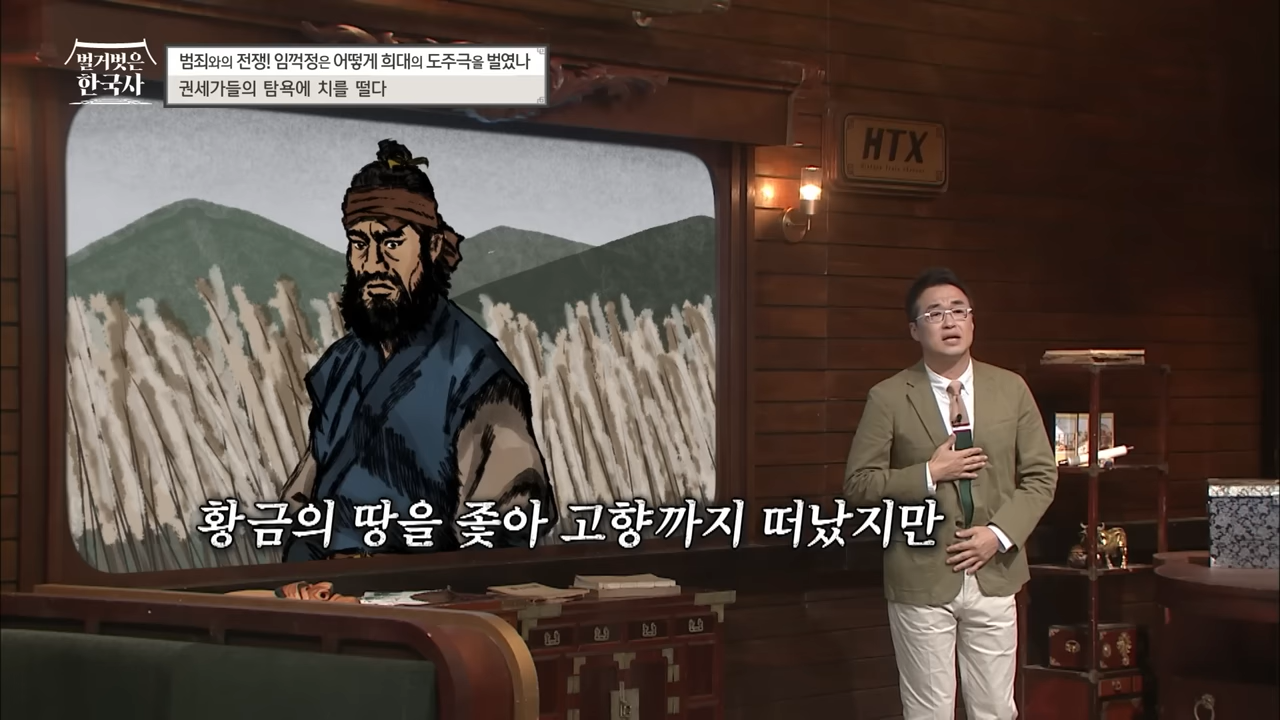 벌거벗은
한국사
범죄와의 전쟁! 임꺽정은 어떻게 희대의 도주극을 벌였나
권세가들의 탐욕에 치를 떨다
HTX
황금의 땅을 좇아 고향까지 떠났지만